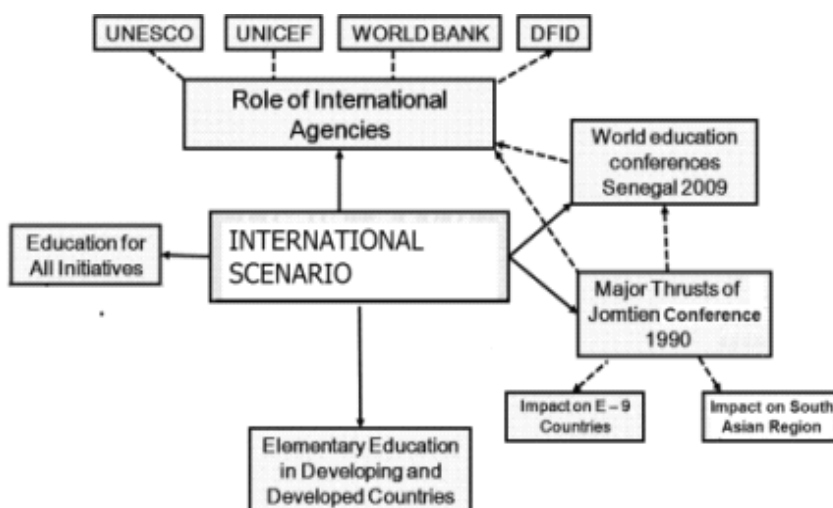 UNESCO
UNICEF
WORLD BANK
DFID
Role of International
Agencies
World education
conferences
Senegal 2009
INTERNATIONAL
SCENARIO
Education for
All Initiatives
Major Thrusts of
Jomtien Conference
1990
Impact on E – 9
Countries
Impact on South
Asian Region
Elementary Education
in Developing and
Developed Countries